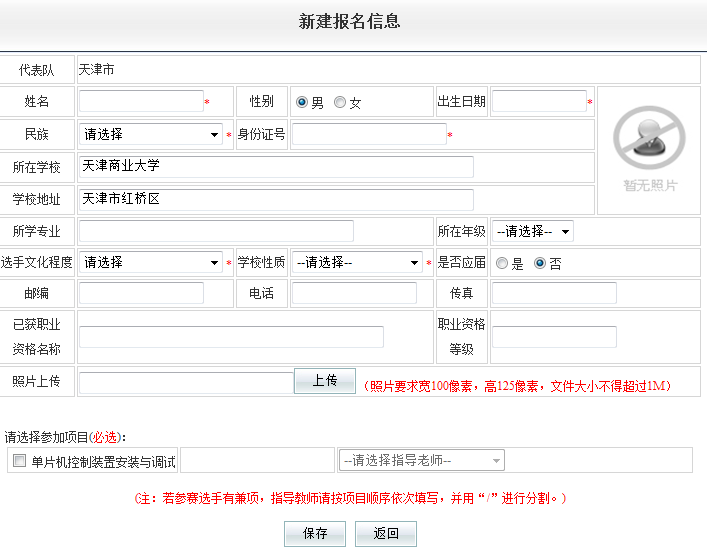 新建报名信息
代表队 天津市
姓名 * 性别 男 女 出生日期 *
民族 请选择 * 身份证号 *
暂无照片
所在学校 天津商业大学
学校地址 天津市红桥区
所学专业 所在年级 --请选择--
选手文化程度 请选择 * 学校性质 --请选择-- * 是否应届 是 否
邮编 电话 传真
已获职业
资格名称
职业资格
等级
照片上传 上传 (照片要求宽100像素，高125像素，文件大小不得超过1M)
请选择参加项目(必选):
单片机控制装置安装与调试 --请选择指导老师--
(注：若参赛选手有兼项，指导教师请按项目顺序依次填写，并用“/”进行分割。)
保存 返回